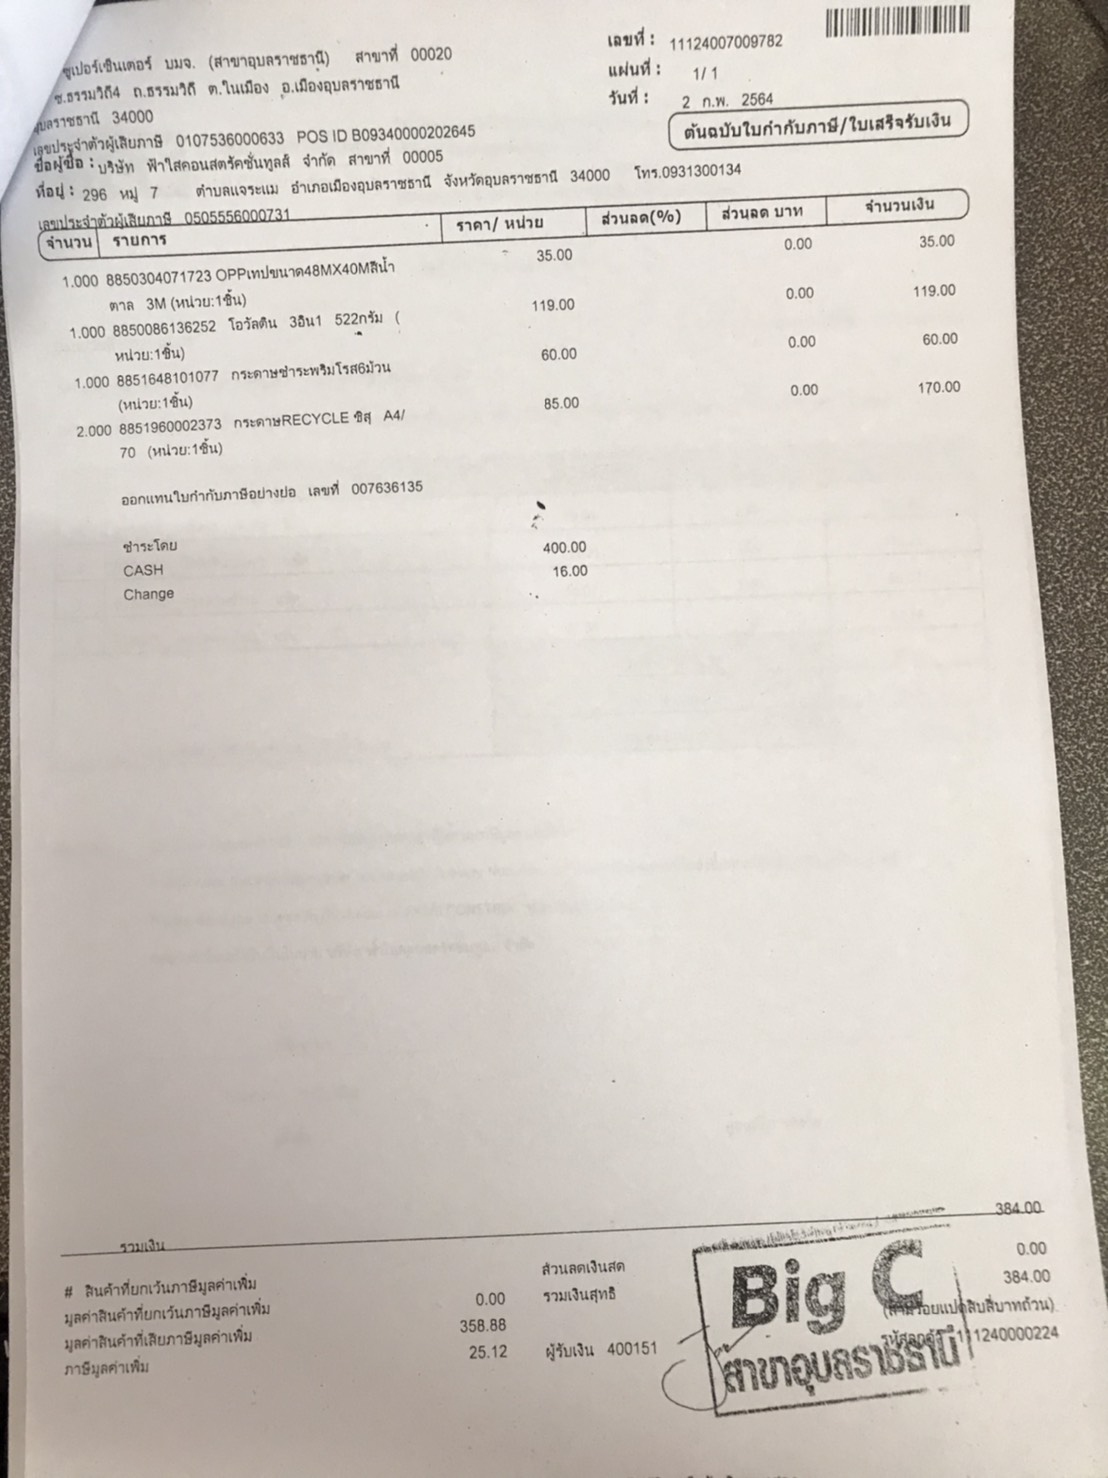 ซูเปอร์เซ็นเตอร์ บมจ. (สาขาอุบลราชธานี) สาขาที่ 00020
ซ.ธรรมวิถี4 ถ.ธรรมวิถี ต.ในเมือง อ.เมืองอุบลราชธานี
อุบลราชธานี 34000
เลขประจำตัวผู้เสียภาษี 0107536000633 POS ID B09340000202645
เลขที่ : 11124007009782
แผ่นที่ : 1/ 1
วันที่ : 2 ก.พ. 2564
ต้นฉบับใบกำกับภาษี/ใบเสร็จรับเงิน
ชื่อผู้ซื้อ : บริษัท ฟ้าใสคอนสตรัคชั่นทูลส์ จำกัด สาขาที่ 00005
ที่อยู่ : 296 หมู่ 7 ตำบลแจระแม อำเภอเมืองอุบลราชธานี จังหวัดอุบลราชธานี 34000 โทร.0931300134
เลขประจำตัวผู้เสียภาษี 0505556000731
จำนวน รายการ ราคา/ หน่วย ส่วนลด(%) ส่วนลด บาท จำนวนเงิน
1.000 8850304071723 OPPเทปขนาด48MX40Mสีน้ำ 35.00 0.00 35.00
ตาล 3M (หน่วย:1ชิ้น)
1.000 8850086136252 โอวัลติน 3อิน1 522กรัม ( 119.00 0.00 119.00
หน่วย:1ชิ้น)
1.000 8851648101077 กระดาษชำระพริมโรส6ม้วน 60.00 0.00 60.00
(หน่วย:1ชิ้น)
2.000 8851960002373 กระดาษRECYCLE ชิสุ A4/ 85.00 0.00 170.00
70 (หน่วย:1ชิ้น)
ออกแทนใบกำกับภาษีอย่างย่อ เลขที่ 007636135
ชำระโดย 400.00
CASH 16.00
Change
รวมเงิน 384.00
# สินค้าที่ยกเว้นภาษีมูลค่าเพิ่ม ส่วนลดเงินสด 0.00
มูลค่าสินค้าที่ยกเว้นภาษีมูลค่าเพิ่ม 0.00 รวมเงินสุทธิ 384.00
มูลค่าสินค้าที่เสียภาษีมูลค่าเพิ่ม 358.88 (สามร้อยแปดสิบสี่บาทถ้วน)
ภาษีมูลค่าเพิ่ม 25.12 ผู้รับเงิน 400151 111240000224
Big C
สาขาอุบลราชธานี